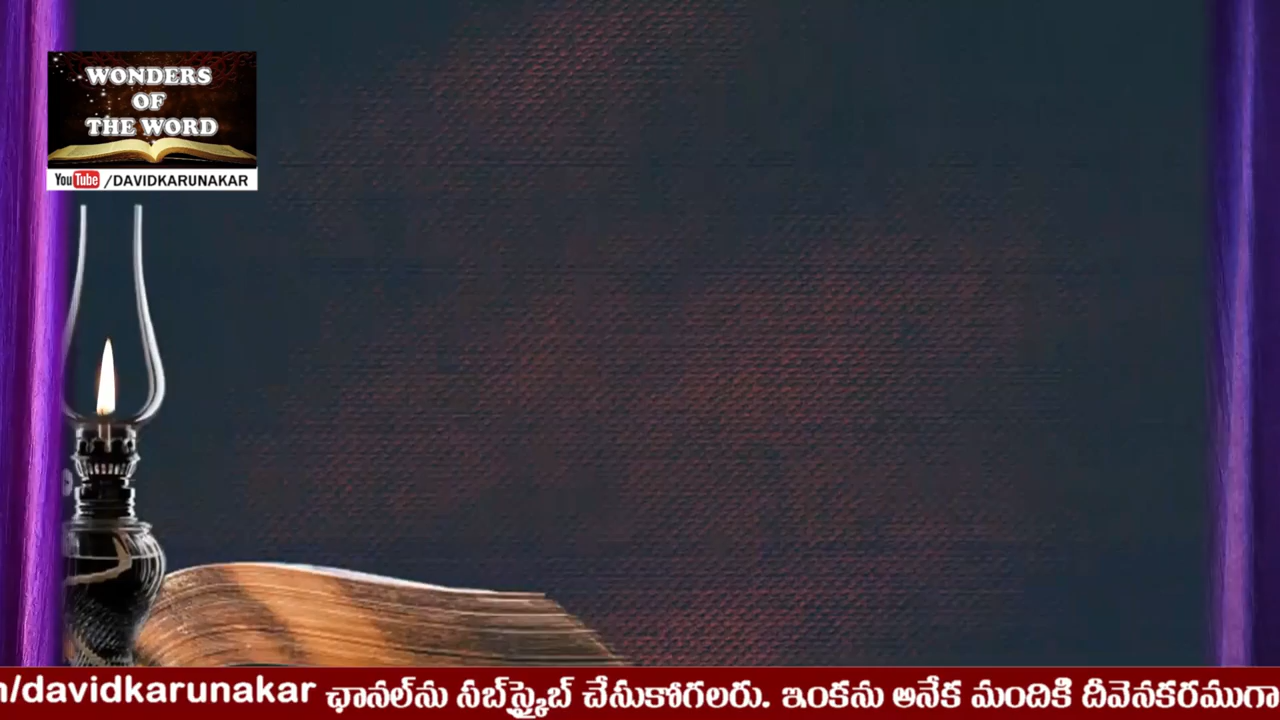 WONDERS
OF
THE WORD
YouTube /DAVIDKARUNAKAR
/davidkarunakar ఛానల్‌ను సబ్‌స్క్రైబ్ చేసుకోగలరు. ఇంకను అనేక మందికి దీవెనకరముగా